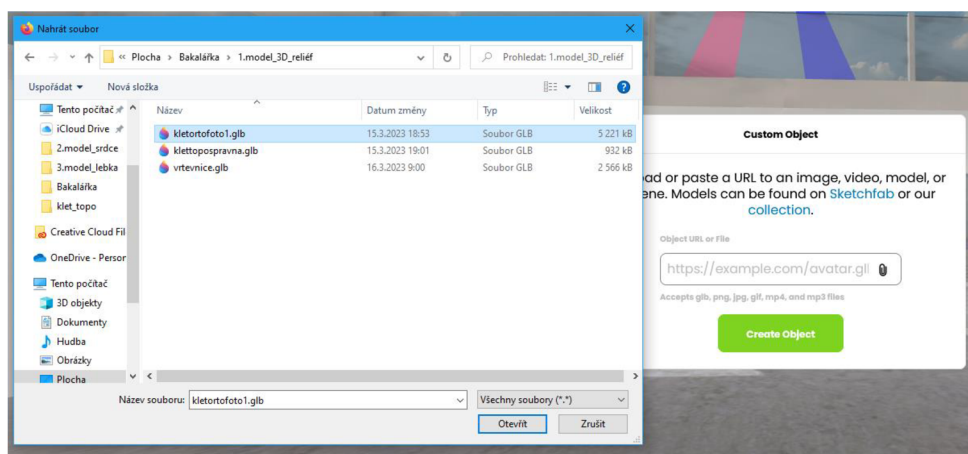 Nahrát soubor
« Plocha › Bakalářka › 1.model_3D_reliéf
Prohledat: 1.model_3D_reliéf
Uspořádat
Nová složka
Název
Datum změny
Typ
Velikost
Tento počítač
iCloud Drive
2.model_srdce
3.model_lebka
Bakalářka
klet_topo
Creative Cloud Fil
OneDrive - Person
Tento počítač
3D objekty
Dokumenty
Hudba
Obrázky
Plocha
kletortofoto1.glb 15.3.2023 18:53 Soubor GLB 5 221 kB
klettopospravna.glb 15.3.2023 19:01 Soubor GLB 932 kB
vrtevnice.glb 16.3.2023 9:00 Soubor GLB 2 566 kB
Název souboru: kletortofoto1.glb
Všechny soubory (*.*)
Otevřít
Zrušit
Custom Object
ad or paste a URL to an image, video, model, or
ene. Models can be found on Sketchfab or our
collection.
Object URL or File
https://example.com/avatar.gl
Accepts glb, png, jpg, gif, mp4, and mp3 files
Create Object